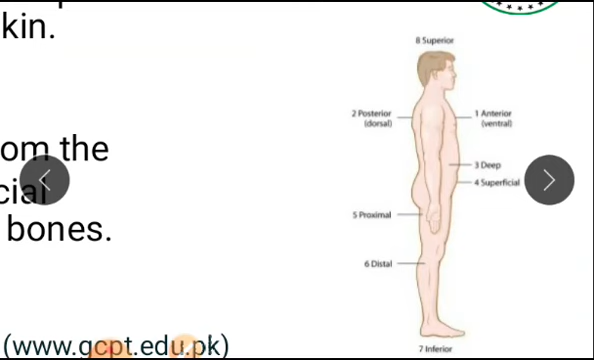 kin.
om the
cial
bones.
(www.gcpt.edu.pk)
8 Superior
2 Posterior
(dorsal)
1 Anterior
(ventral)
3 Deep
4 Superficial
5 Proximal
6 Distal
7 Inferior